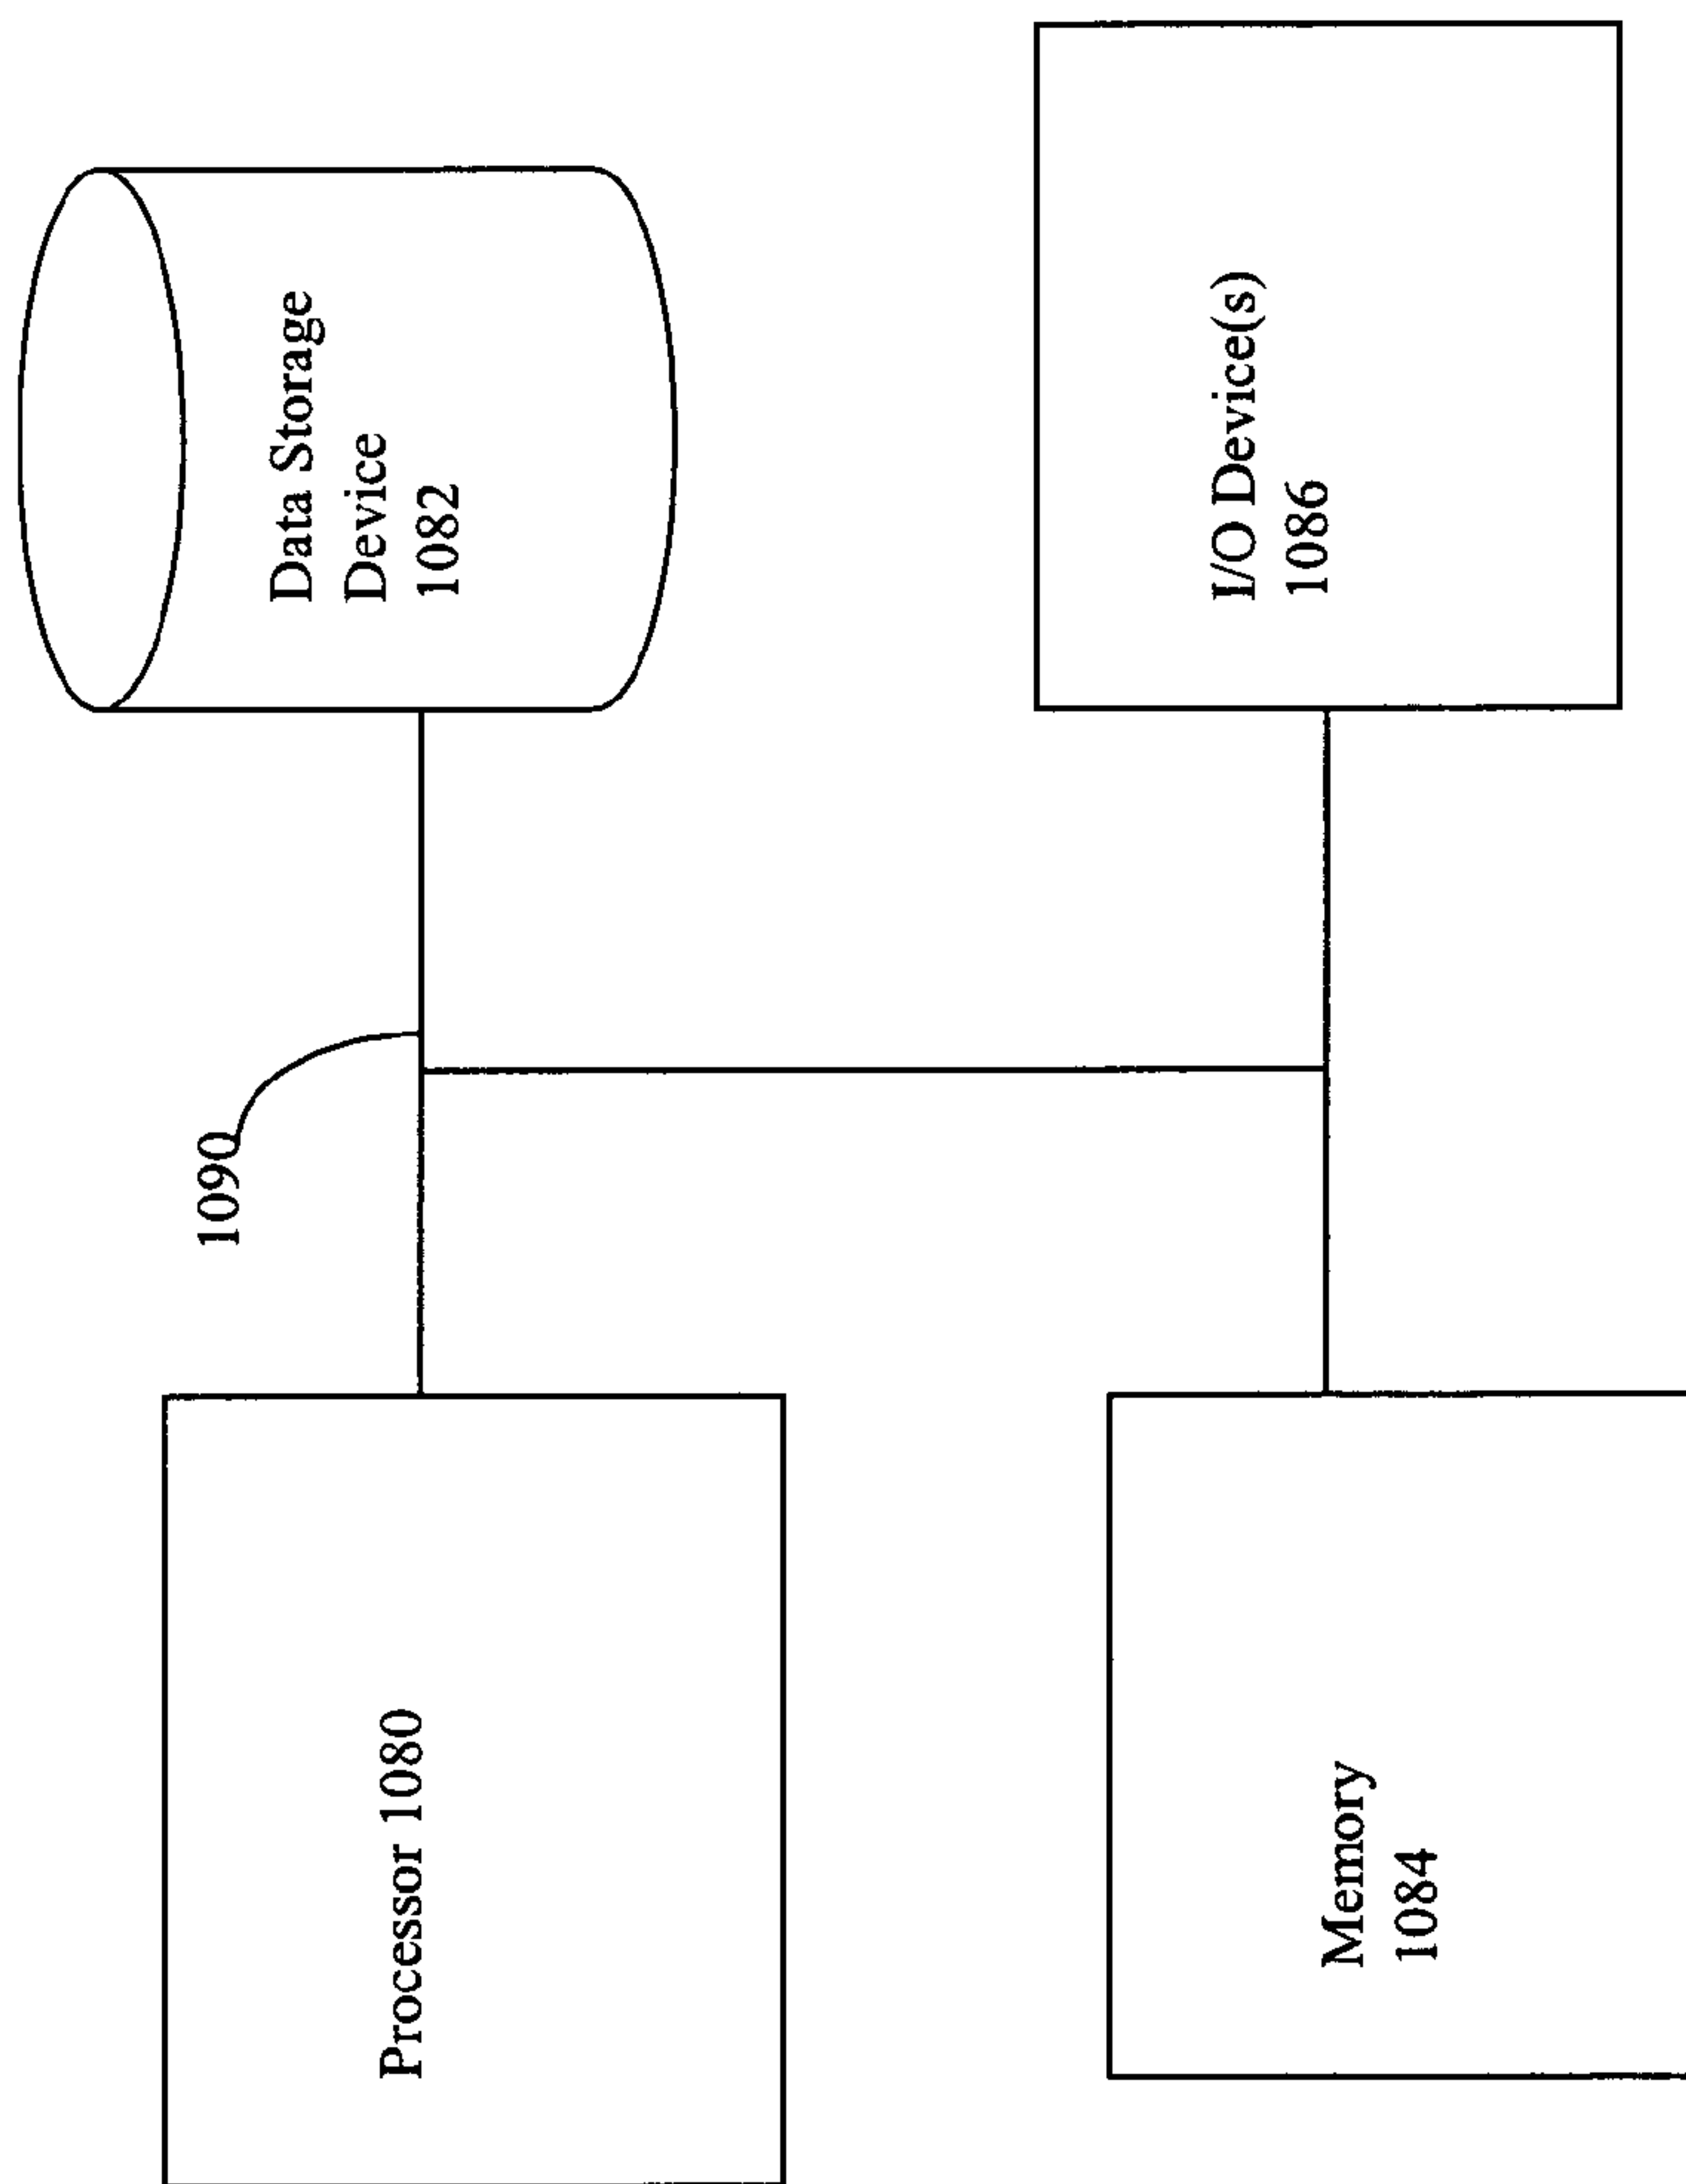 Processor 1080
1090
Data Storage
Device
1082
Memory
1084
I/O Device(s)
1086